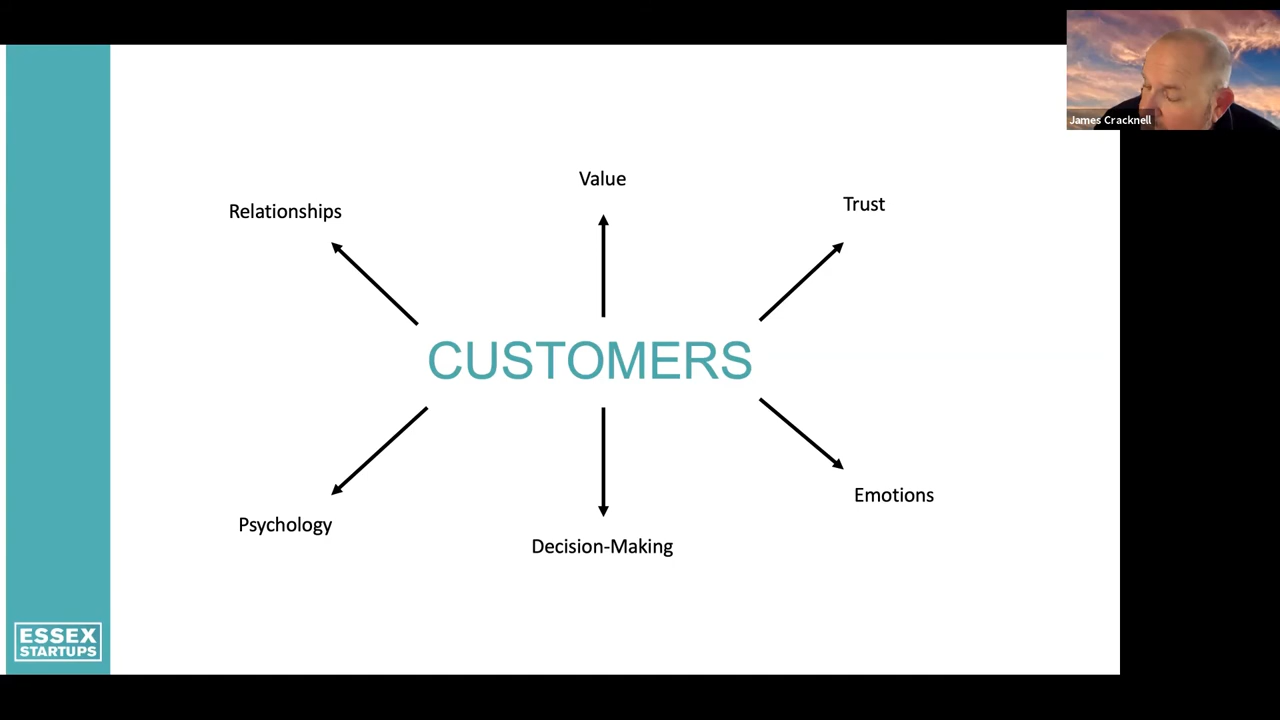 James Cracknell
Value
Trust
Relationships
CUSTOMERS
Emotions
Psychology
Decision-Making
ESSEX
STARTUPS